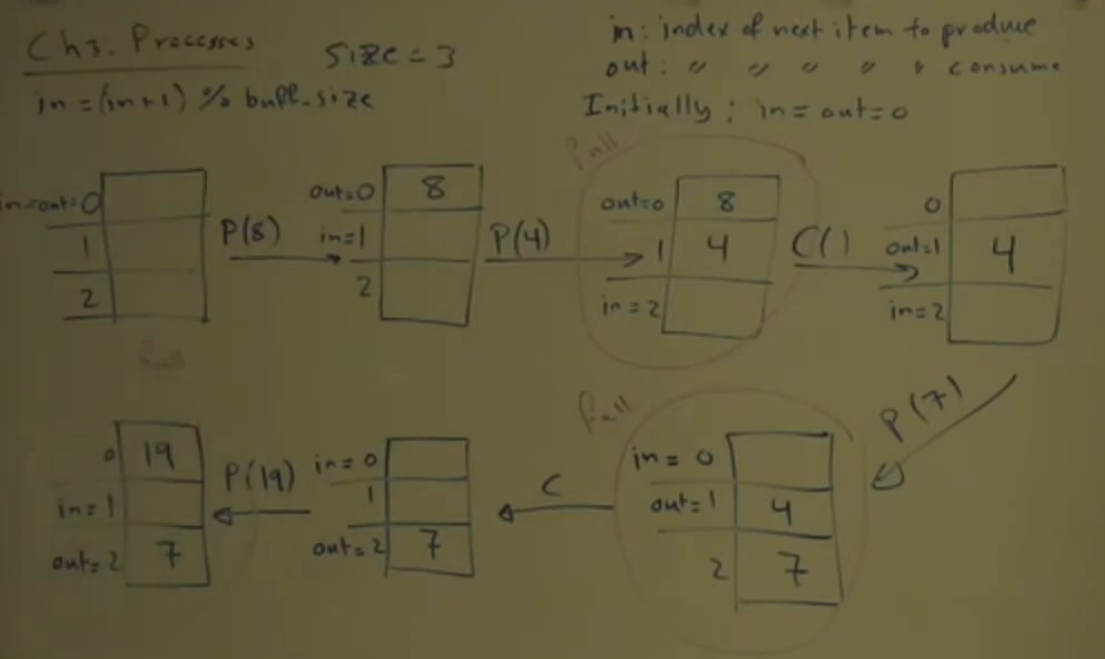 Ch3. Processes
size = 3
in = (in+1) % buff_size
in: index of next item to produce
out: " " " " " consume
Initially: in = out = 0
in=out=0
1
2
P(8)
out=0 8
in=1
2
P(4)
full
out=0 8
1 4
in=2
C()
0
out=1 4
in=2
P(7)
full
in=0
out=1 4
2 7
C
in=0
1
out=2 7
P(19)
full
0 19
in=1
out=2 7